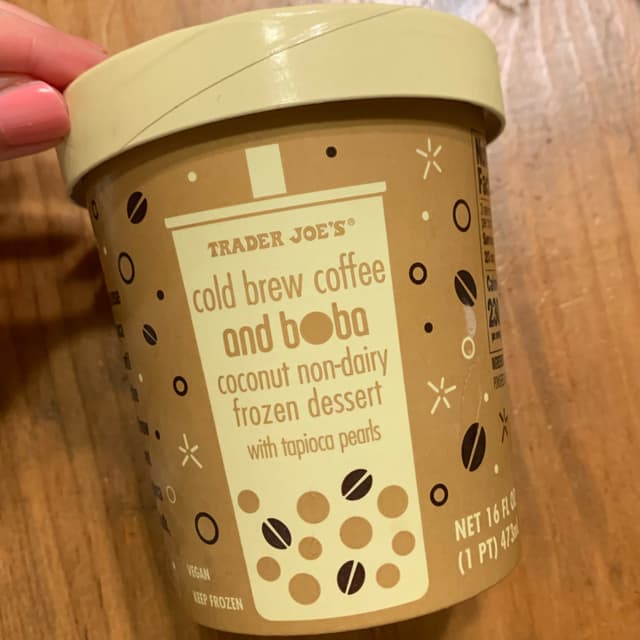 TRADER JOE'S®
cold brew coffee
and boba
coconut non-dairy
frozen dessert
with tapioca pearls
VEGAN
KEEP FROZEN
NET 16 FL
(1 PT)